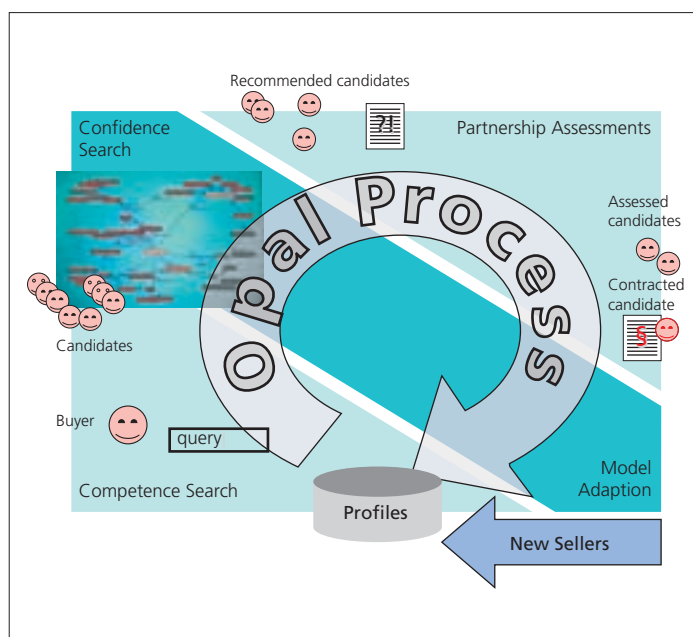 Recommended candidates
?!
Confidence
Search
Partnership Assessments
Opal Process
Assessed
candidates
Contracted
candidate
§
Candidates
Buyer
query
Competence Search
Profiles
Model
Adaption
New Sellers